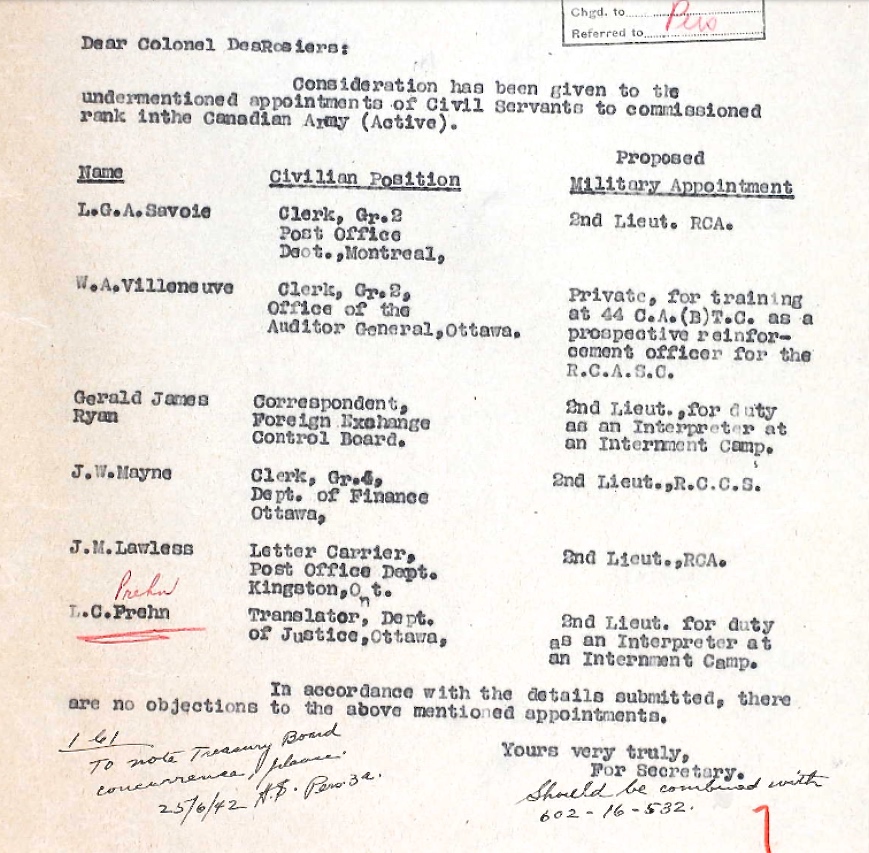 Chgd. to Pers
Referred to
Dear Colonel DesRosiers:
Consideration has been given to the
undermentioned appointments of Civil Servants to commissioned
rank inthe Canadian Army (Active).
Proposed
Name Civilian Position Military Appointment
L.G.A.Savoie Clerk, Gr.2 2nd Lieut. RCA.
Post Office
Deot.,Montreal,
W.A.Villeneuve Clerk, Gr.2, Private, for training
Office of the at 44 C.A.(B)T.C. as a
Auditor General,Ottawa. prospective reinfor-
cement officer for the
R.C.A.S.C.
Gerald James Correspondent, 2nd Lieut.,for duty
Ryan Foreign Exchange as an Interpreter at
Control Board. an Internment Camp.
J.W.Mayne Clerk, Gr.4, 2nd Lieut.,R.C.C.S.
Dept. of Finance
Ottawa,
J.M.Lawless Letter Carrier, 2nd Lieut.,RCA.
Post Office Dept.
Prehn Kingston,Ont.
L.C.Prehn Translator, Dept. 2nd Lieut. for duty
of Justice,Ottawa, as an Interpreter at
an Internment Camp.
In accordance with the details submitted, there
are no objections to the above mentioned appointments.
Yours very truly,
For Secretary.
1 61
To note Treasury Board
concurrence, please.
25/6/42 Pers. 3a.
Should be combined with
602-16-532.